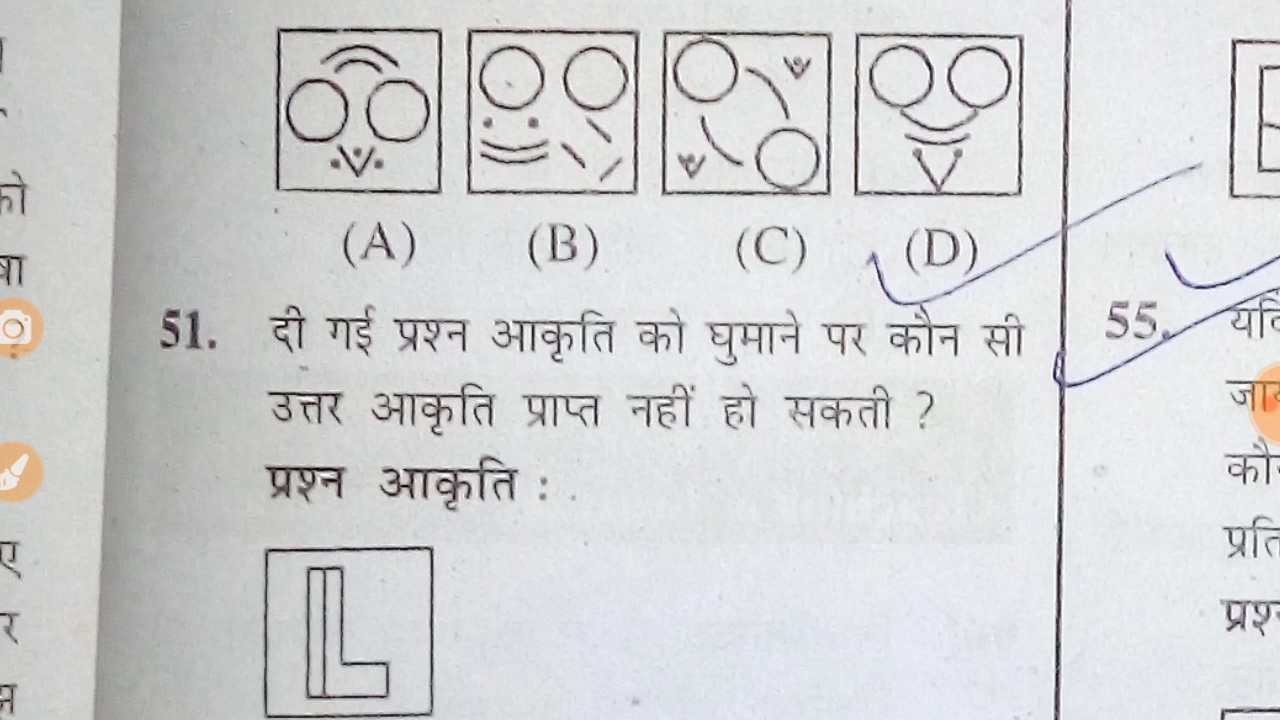 (A) (B) (C) (D)
51. दी गई प्रश्न आकृति को घुमाने पर कौन सी
उत्तर आकृति प्राप्त नहीं हो सकती ?
प्रश्न आकृति :
55.